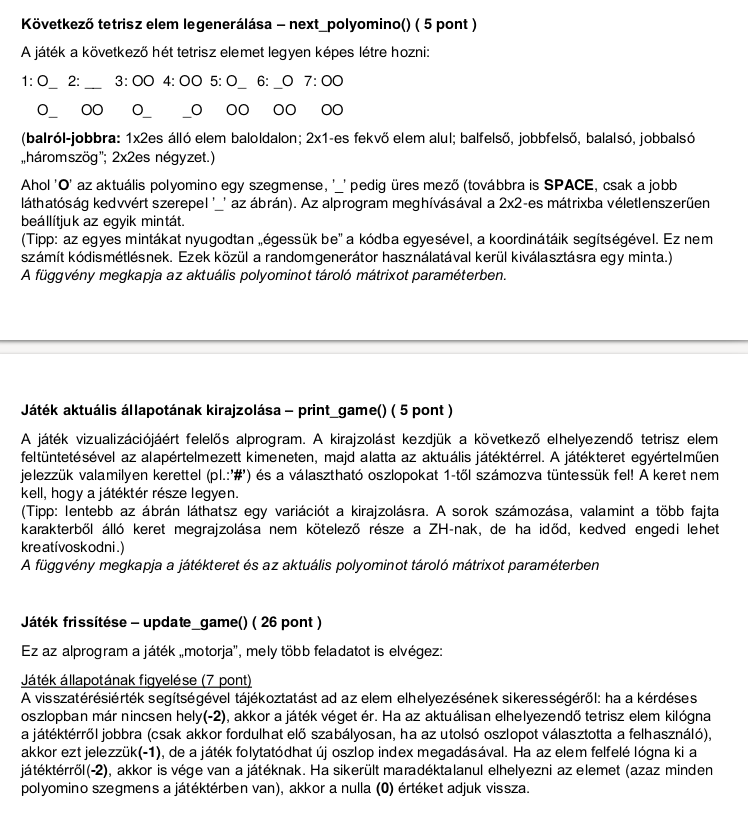 Következő tetrisz elem legenerálása – next_polyomino() ( 5 pont )
A játék a következő hét tetrisz elemet legyen képes létre hozni:
1: O_ 2: __ 3: OO 4: OO 5: O_ 6: _O 7: OO
O_ OO O_ _O OO OO OO
(balról-jobbra: 1x2es álló elem baloldalon; 2x1-es fekvő elem alul; balfelső, jobbfelső, balalsó, jobbalsó
„háromszög”; 2x2es négyzet.)
Ahol 'O' az aktuális polyomino egy szegmense, '_' pedig üres mező (továbbra is SPACE, csak a jobb
láthatóság kedvvért szerepel '_' az ábrán). Az alprogram meghívásával a 2x2-es mátrixba véletlenszerűen
beállítjuk az egyik mintát.
(Tipp: az egyes mintákat nyugodtan „égessük be” a kódba egyesével, a koordinátáik segítségével. Ez nem
számít kódismétlésnek. Ezek közül a randomgenerátor használatával kerül kiválasztásra egy minta.)
A függvény megkapja az aktuális polyominot tároló mátrixot paraméterben.
Játék aktuális állapotának kirajzolása – print_game() ( 5 pont )
A játék vizualizációjáért felelős alprogram. A kirajzolást kezdjük a következő elhelyezendő tetrisz elem
feltüntetésével az alapértelmezett kimeneten, majd alatta az aktuális játéktérrel. A játékteret egyértelműen
jelezzük valamilyen kerettel (pl.:'#') és a választható oszlopokat 1-től számozva tüntessük fel! A keret nem
kell, hogy a játéktér része legyen.
(Tipp: lentebb az ábrán láthatsz egy variációt a kirajzolásra. A sorok számozása, valamint a több fajta
karakterből álló keret megrajzolása nem kötelező része a ZH-nak, de ha időd, kedved engedi lehet
kreatívoskodni.)
A függvény megkapja a játékteret és az aktuális polyominot tároló mátrixot paraméterben
Játék frissítése – update_game() ( 26 pont )
Ez az alprogram a játék „motorja”, mely több feladatot is elvégez:
Játék állapotának figyelése (7 pont)
A visszatérésiérték segítségével tájékoztatást ad az elem elhelyezésének sikerességéről: ha a kérdéses
oszlopban már nincsen hely(-2), akkor a játék véget ér. Ha az aktuálisan elhelyezendő tetrisz elem kilógna
a játéktérről jobbra (csak akkor fordulhat elő szabályosan, ha az utolsó oszlopot választotta a felhasználó),
akkor ezt jelezzük(-1), de a játék folytatódhat új oszlop index megadásával. Ha az elem felfelé lógna ki a
játéktérről(-2), akkor is vége van a játéknak. Ha sikerült maradéktalanul elhelyezni az elemet (azaz minden
polyomino szegmens a játéktérben van), akkor a nulla (0) értéket adjuk vissza.